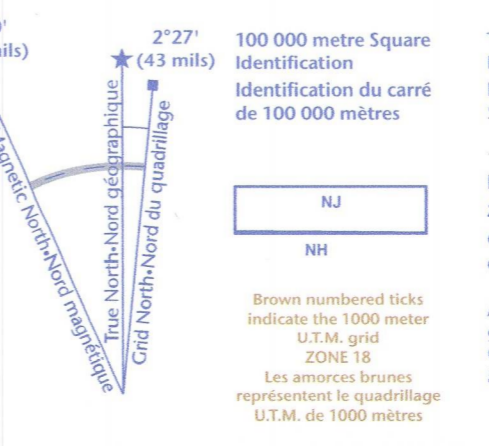 2°27'
(43 mils)
True North•Nord géographique
Grid North•Nord du quadrillage
North•Nord magnétique
100 000 metre Square
Identification
Identification du carré
de 100 000 mètres
NJ
NH
Brown numbered ticks
indicate the 1000 meter
U.T.M. grid
ZONE 18
Les amorces brunes
représentent le quadrillage
U.T.M. de 1000 mètres